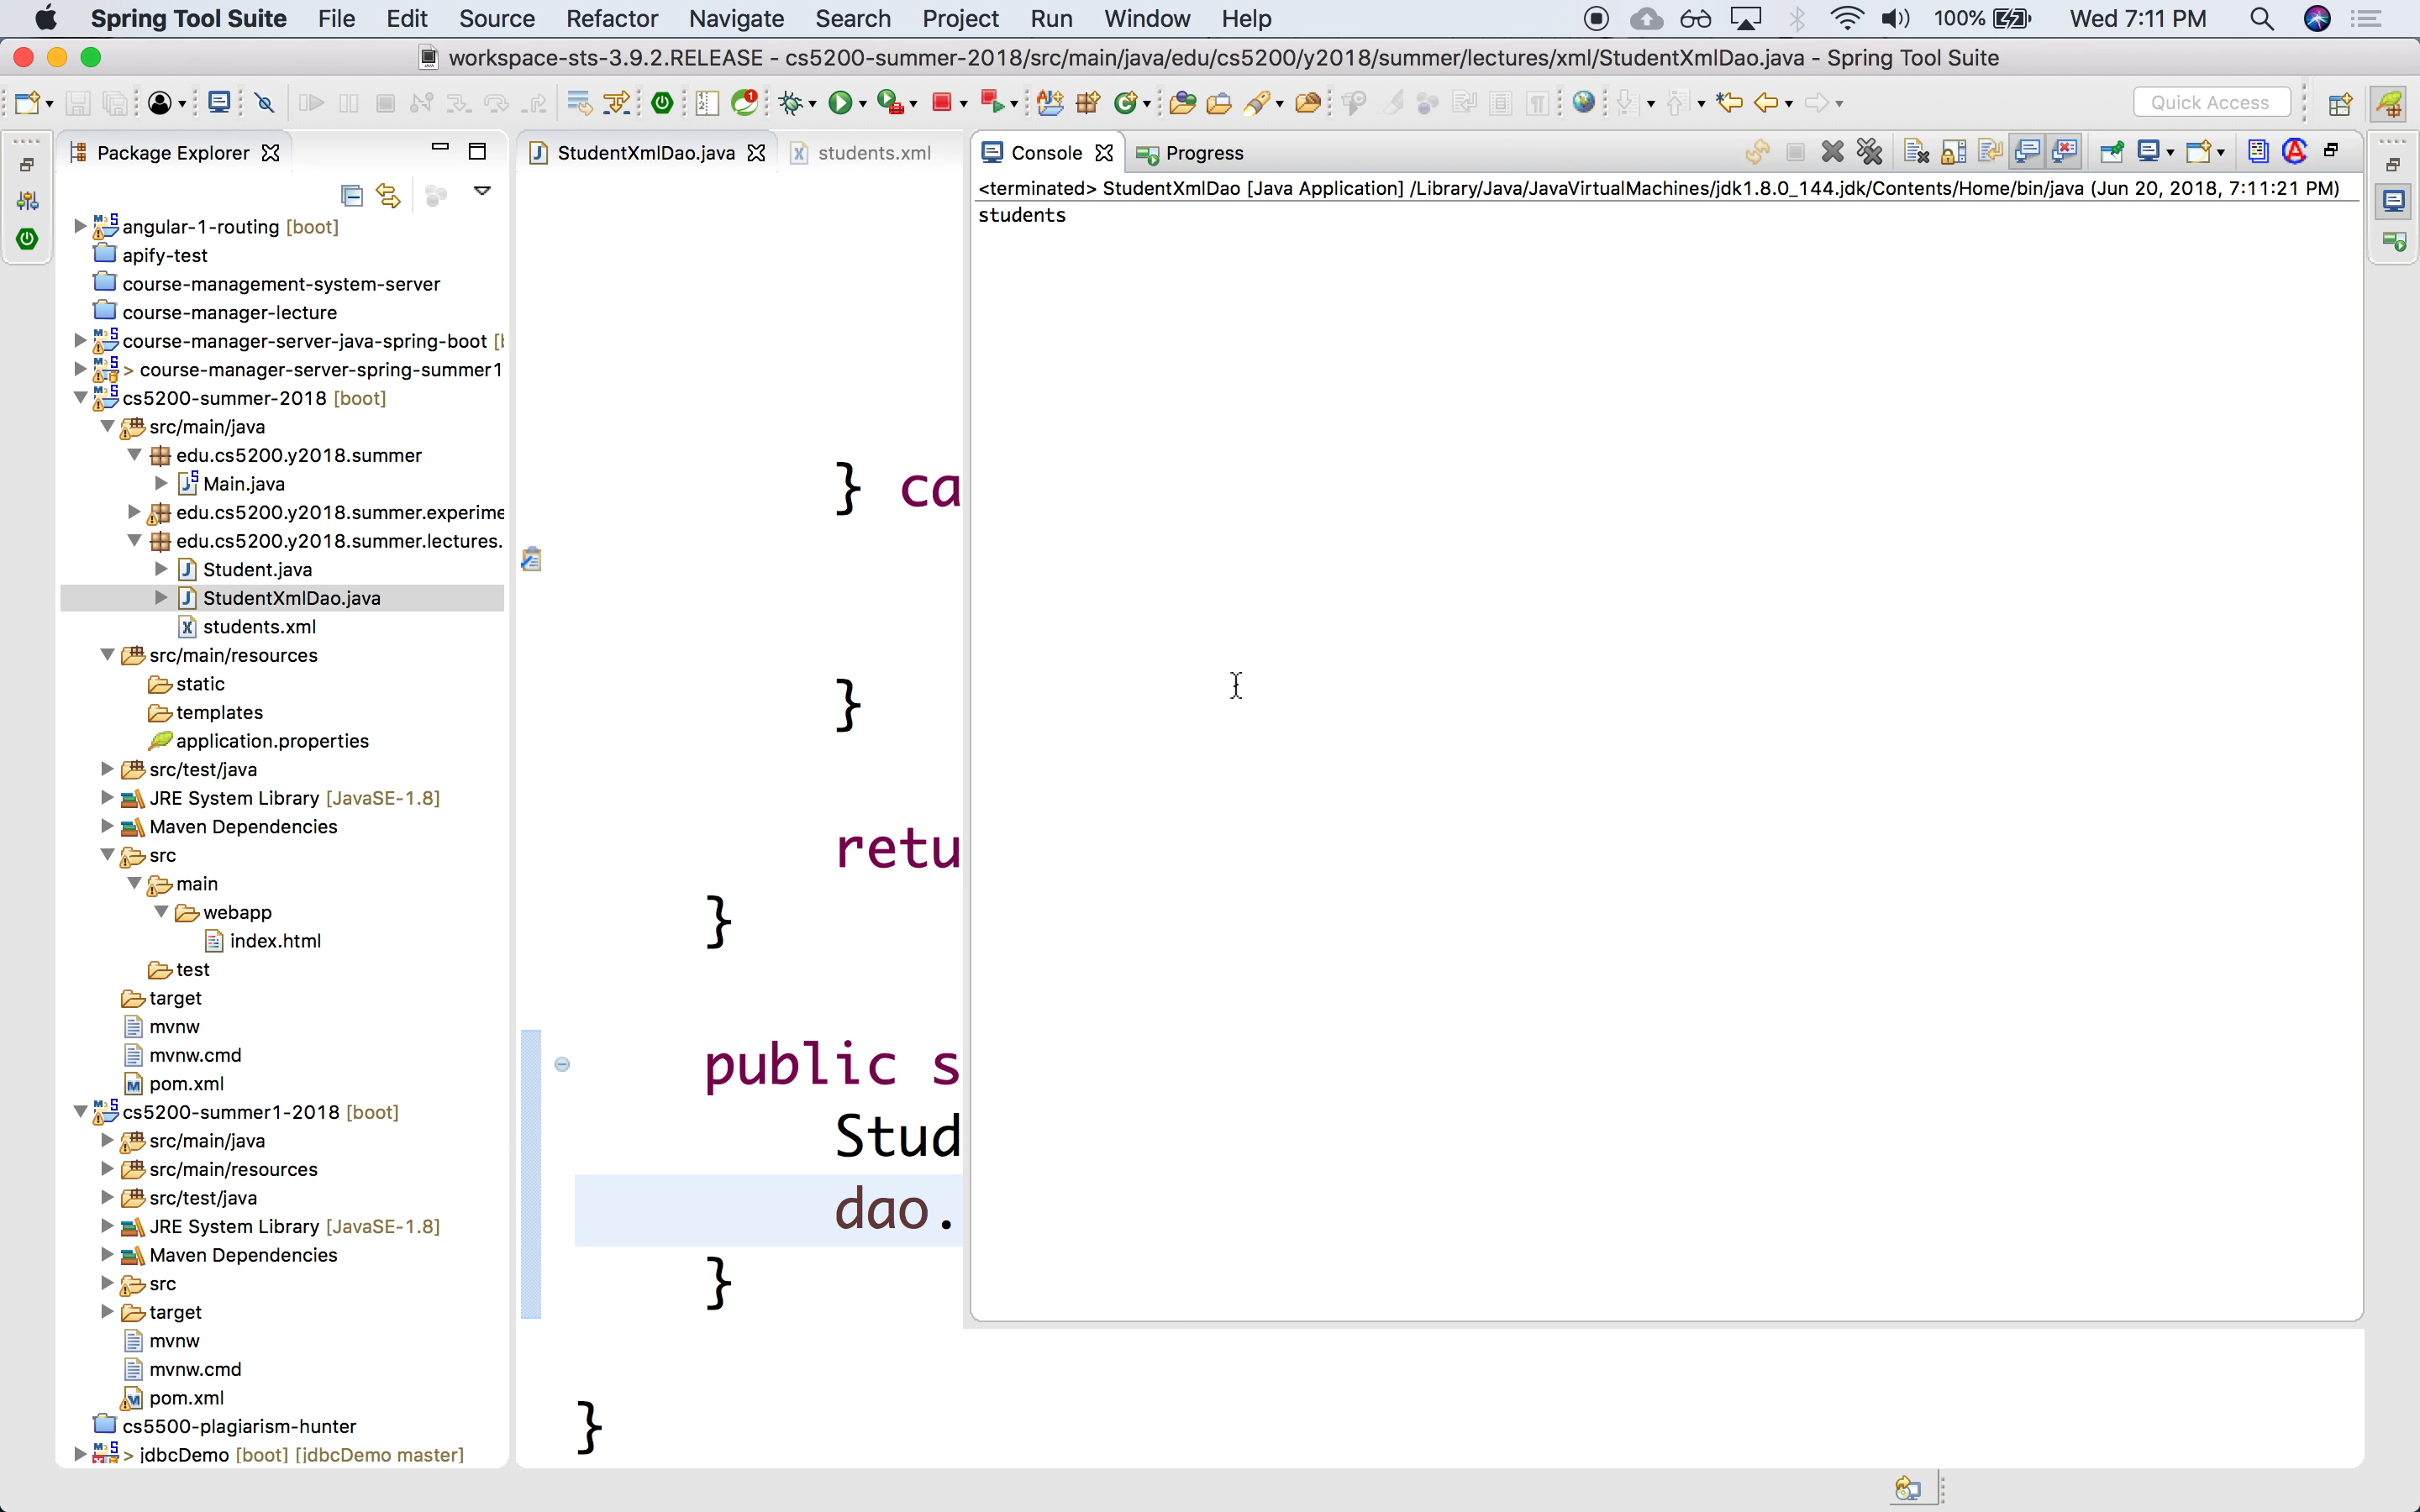 Spring Tool Suite File Edit Source Refactor Navigate Search Project Run Window Help 100% Wed 7:11 PM
workspace-sts-3.9.2.RELEASE - cs5200-summer-2018/src/main/java/edu/cs5200/y2018/summer/lectures/xml/StudentXmlDao.java - Spring Tool Suite
Quick Access
Package Explorer
angular-1-routing [boot]
apify-test
course-management-system-server
course-manager-lecture
course-manager-server-java-spring-boot [b
> course-manager-server-spring-summer1
cs5200-summer-2018 [boot]
src/main/java
edu.cs5200.y2018.summer
Main.java
edu.cs5200.y2018.summer.experime
edu.cs5200.y2018.summer.lectures.
Student.java
StudentXmlDao.java
students.xml
src/main/resources
static
templates
application.properties
src/test/java
JRE System Library [JavaSE-1.8]
Maven Dependencies
src
main
webapp
index.html
test
target
mvnw
mvnw.cmd
pom.xml
cs5200-summer1-2018 [boot]
src/main/java
src/main/resources
src/test/java
JRE System Library [JavaSE-1.8]
Maven Dependencies
src
target
mvnw
mvnw.cmd
pom.xml
cs5500-plagiarism-hunter
> jdbcDemo [boot] [jdbcDemo master]
StudentXmlDao.java students.xml
} ca
}
retu
}
public s
Stud
dao.
}
}
Console Progress
<terminated> StudentXmlDao [Java Application] /Library/Java/JavaVirtualMachines/jdk1.8.0_144.jdk/Contents/Home/bin/java (Jun 20, 2018, 7:11:21 PM)
students